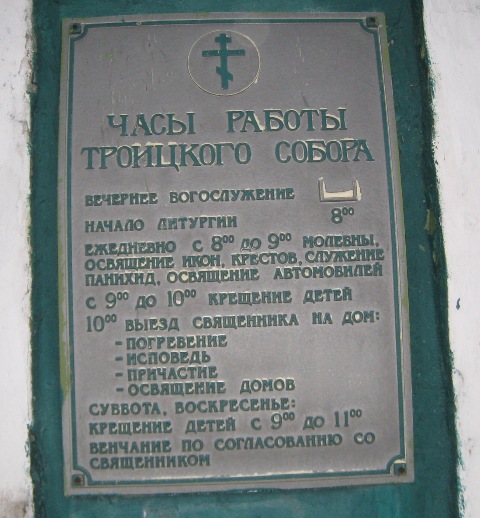 ЧАСЫ РАБОТЫ
ТРОИЦКОГО СОБОРА
ВЕЧЕРНЕЕ БОГОСЛУЖЕНИЕ
НАЧАЛО ЛИТУРГИИ 8⁰⁰
ЕЖЕДНЕВНО С 8⁰⁰ ДО 9⁰⁰ МОЛЕБНЫ,
ОСВЯЩЕНИЕ ИКОН, КРЕСТОВ, СЛУЖЕНИЕ
ПАНИХИД, ОСВЯЩЕНИЕ АВТОМОБИЛЕЙ
С 9⁰⁰ ДО 10⁰⁰ КРЕЩЕНИЕ ДЕТЕЙ
10⁰⁰ ВЫЕЗД СВЯЩЕННИКА НА ДОМ:
- ПОГРЕБЕНИЕ
- ИСПОВЕДЬ
- ПРИЧАСТИЕ
- ОСВЯЩЕНИЕ ДОМОВ
СУББОТА, ВОСКРЕСЕНЬЕ:
КРЕЩЕНИЕ ДЕТЕЙ С 9⁰⁰ ДО 11⁰⁰
ВЕНЧАНИЕ ПО СОГЛАСОВАНИЮ СО
СВЯЩЕННИКОМ